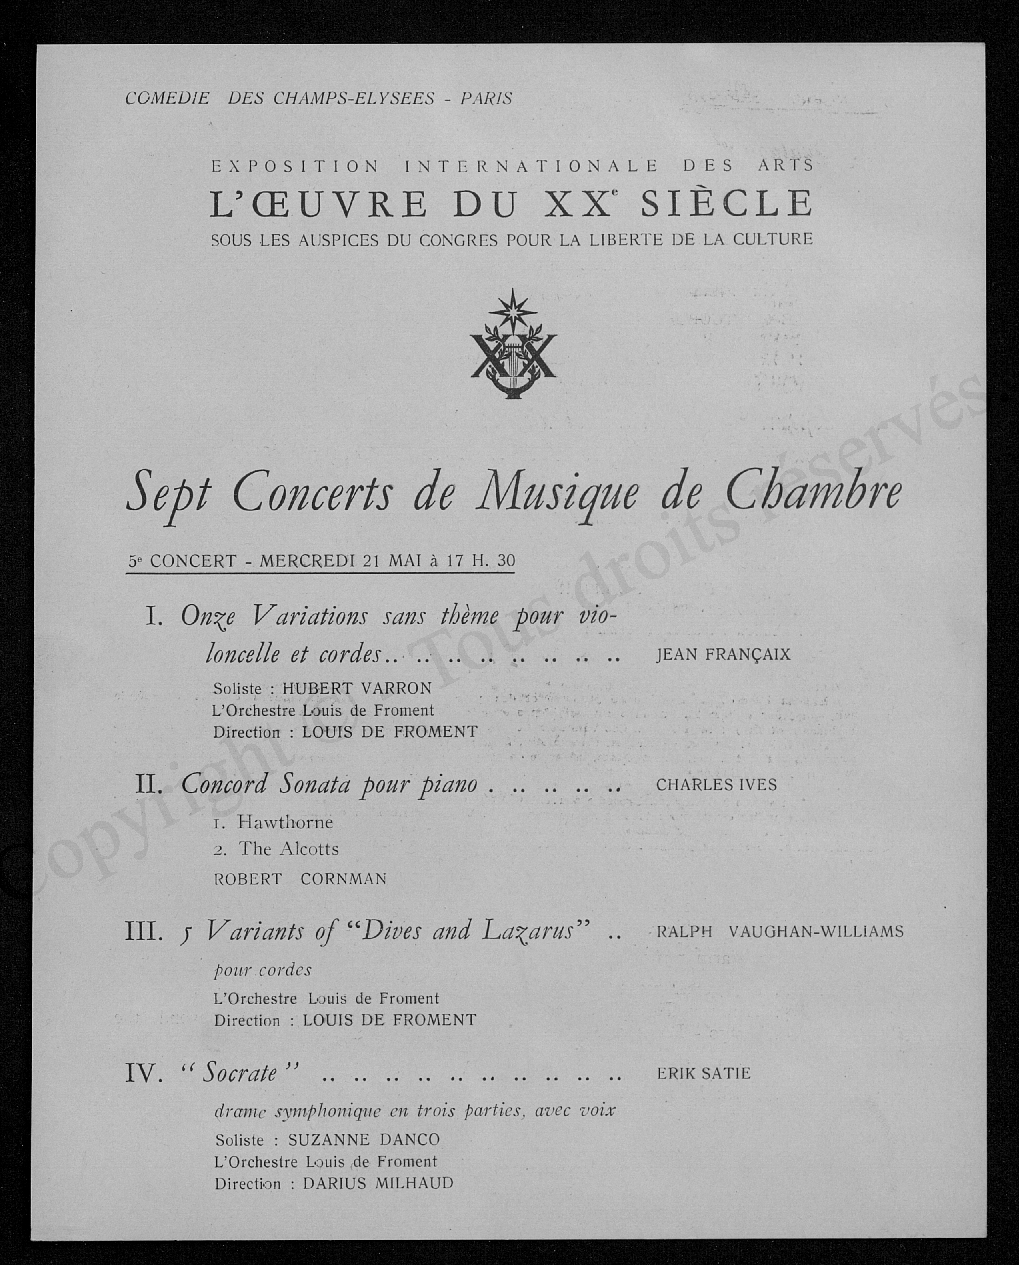 COMEDIE DES CHAMPS-ELYSEES - PARIS
EXPOSITION INTERNATIONALE DES ARTS
L'ŒUVRE DU XXe SIÈCLE
SOUS LES AUSPICES DU CONGRES POUR LA LIBERTE DE LA CULTURE
XX
Sept Concerts de Musique de Chambre
5e CONCERT - MERCREDI 21 MAI à 17 H. 30
I. Onze Variations sans thème pour vio-
loncelle et cordes.. .. .. .. .. .. .. .. JEAN FRANÇAIX
Soliste : HUBERT VARRON
L'Orchestre Louis de Froment
Direction : LOUIS DE FROMENT
II. Concord Sonata pour piano . .. .. .. .. CHARLES IVES
1. Hawthorne
2. The Alcotts
ROBERT CORNMAN
III. 5 Variants of "Dives and Lazarus" .. RALPH VAUGHAN-WILLIAMS
pour cordes
L'Orchestre Louis de Froment
Direction : LOUIS DE FROMENT
IV. "Socrate" .. .. .. .. .. .. .. .. .. .. ERIK SATIE
drame symphonique en trois parties, avec voix
Soliste : SUZANNE DANCO
L'Orchestre Louis de Froment
Direction : DARIUS MILHAUD
Copyright © - Tous droits réservés